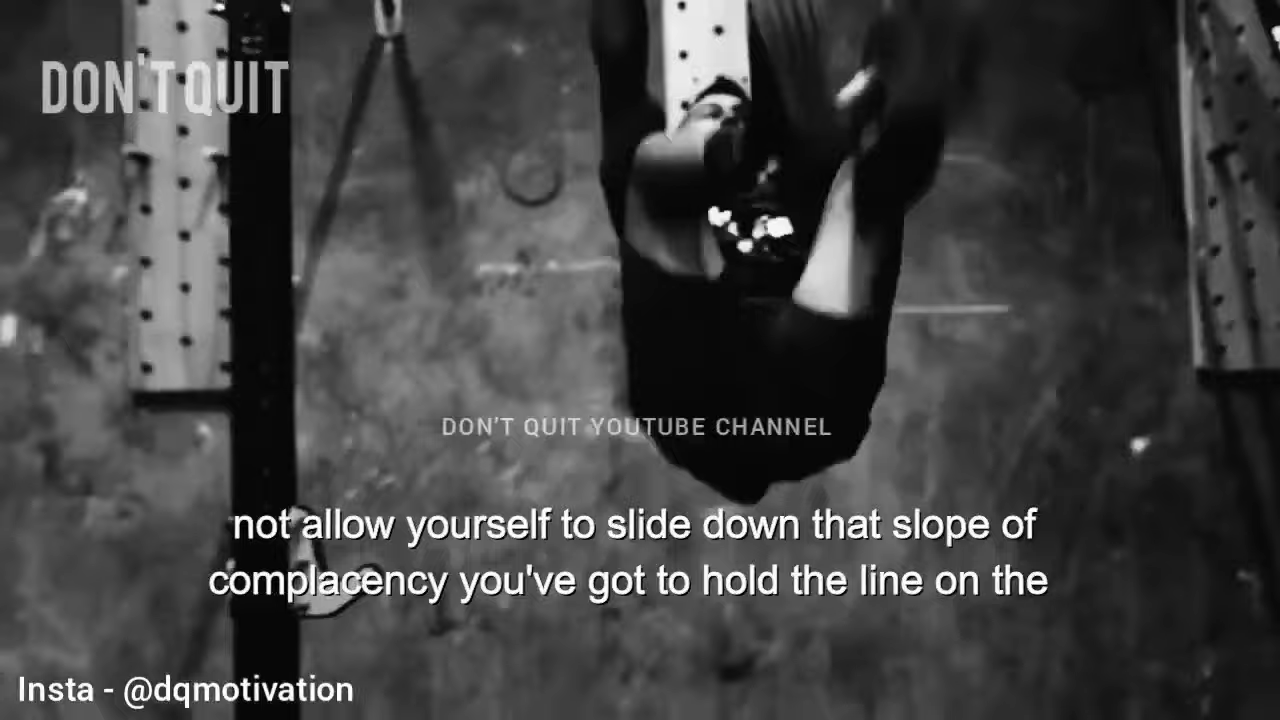 DON'T QUIT
DON'T QUIT YOUTUBE CHANNEL
not allow yourself to slide down that slope of
complacency you've got to hold the line on the
Insta - @dqmotivation